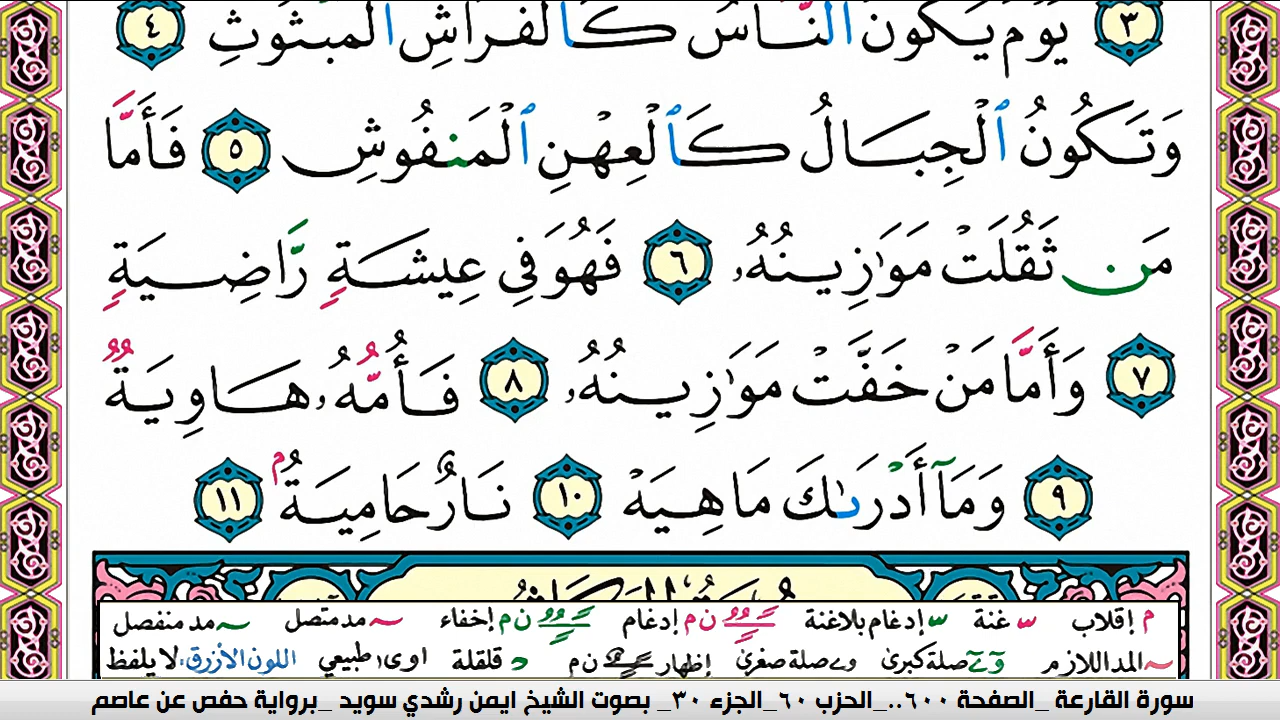 ٣ يَوْمَ يَكُونُ ٱلنَّاسُ كَٱلْفَرَاشِ ٱلْمَبْثُوثِ ٤
وَتَكُونُ ٱلْجِبَالُ كَٱلْعِهْنِ ٱلْمَنفُوشِ ٥ فَأَمَّا
مَن ثَقُلَتْ مَوَٰزِينُهُۥ ٦ فَهُوَ فِي عِيشَةٍ رَّاضِيَةٍ
٧ وَأَمَّا مَنْ خَفَّتْ مَوَٰزِينُهُۥ ٨ فَأُمُّهُۥ هَاوِيَةٌ
٩ وَمَآ أَدْرَىٰكَ مَا هِيَهْ ١٠ نَارٌ حَامِيَةٌۢ ١١
م إقلاب س غنة س إدغام بلاغنة ن م إدغام ن م إخفاء مد متصل مد منفصل
المد اللازم صلة كبرى صلة صغرى ن م إظهار د قلقلة اوى طبيعي اللون الأزرق: لا يلفظ
سورة القارعة _الصفحة ٦٠٠.._الحزب ٦٠_الجزء ٣٠_ بصوت الشيخ ايمن رشدي سويد _برواية حفص عن عاصم